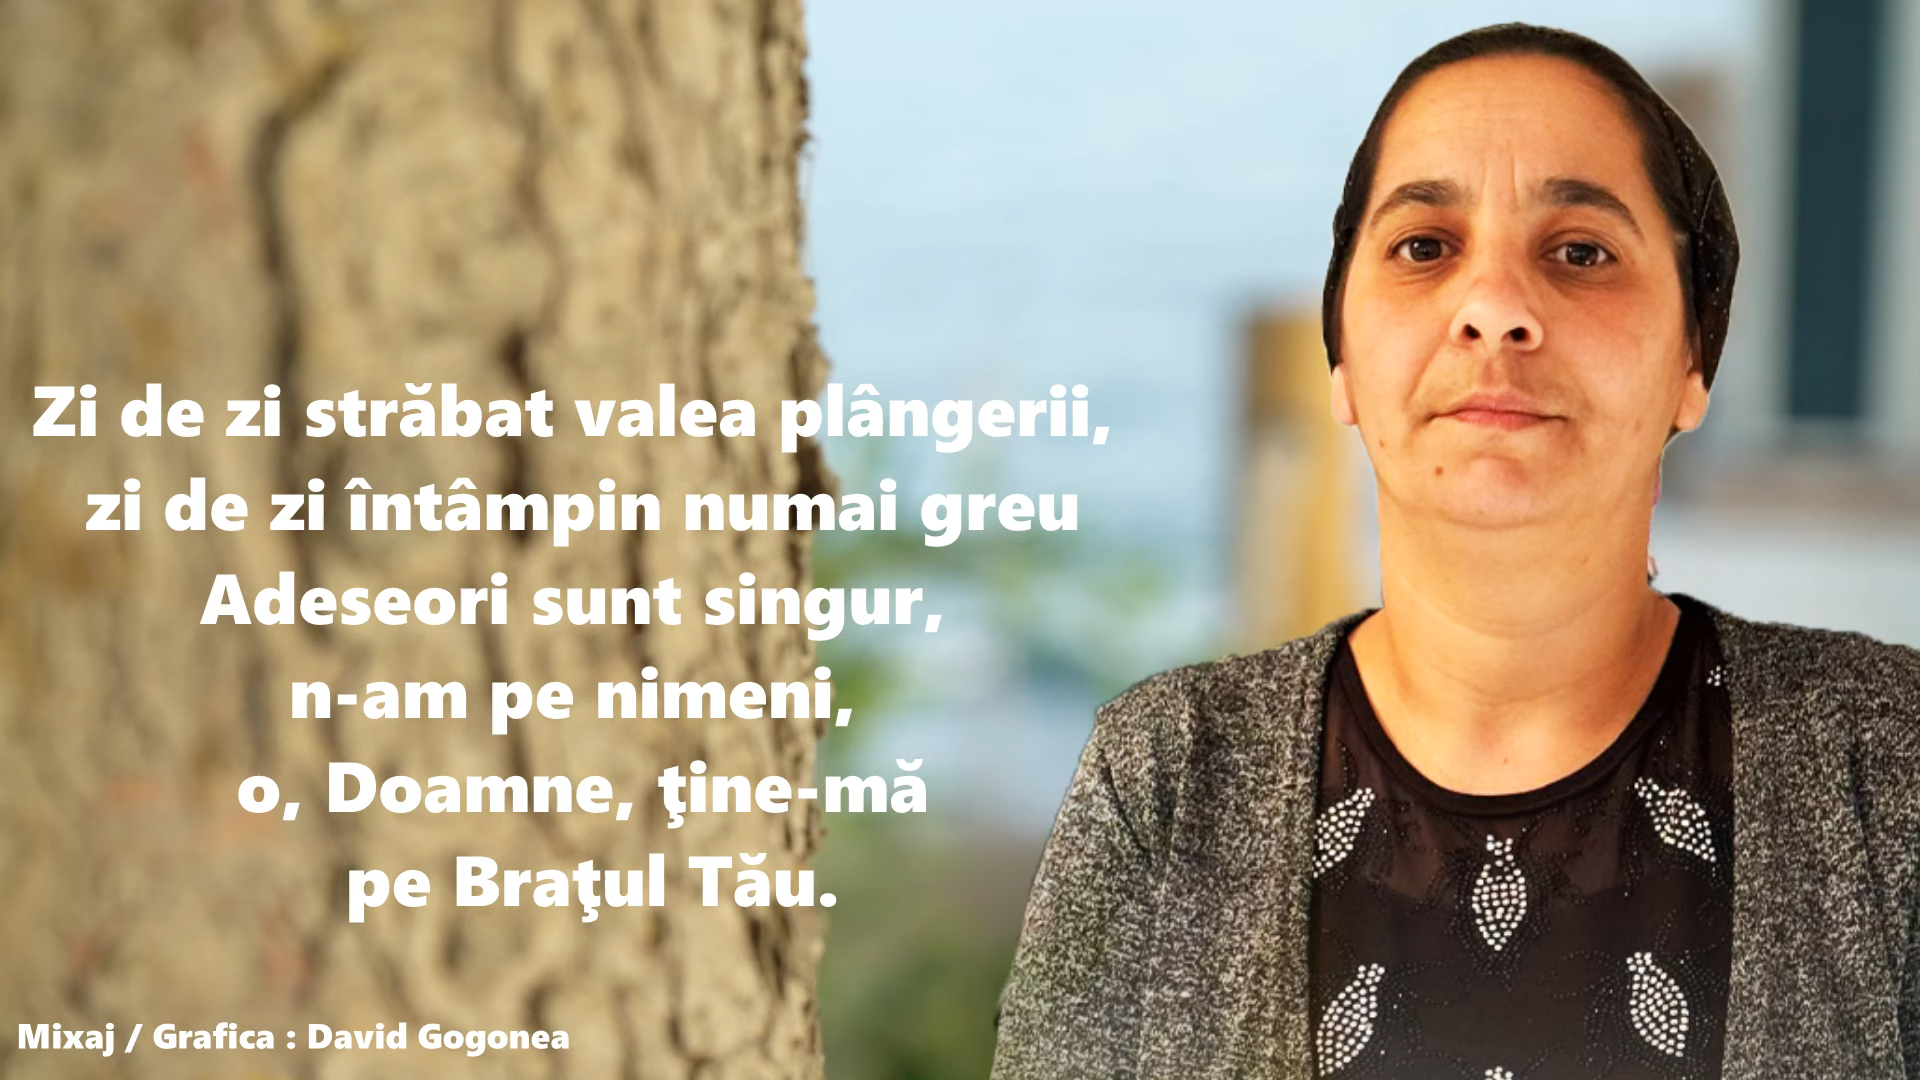 Zi de zi străbat valea plângerii,
zi de zi întâmpin numai greu
Adeseori sunt singur,
n-am pe nimeni,
o, Doamne, ţine-mă
pe Braţul Tău.
Mixaj / Grafica : David Gogonea